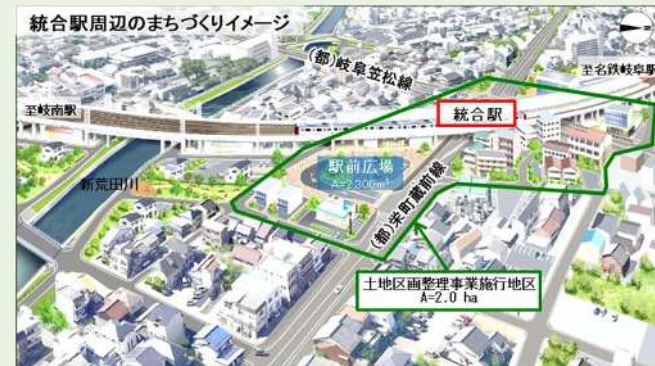 統合駅周辺のまちづくりイメージ
(都)岐阜笠松線
至名鉄岐阜駅
至岐南駅
統合駅
駅前広場
A=2,300㎡
新荒田川
(都)栄町蔵前線
土地区画整理事業施行地区
A=2.0 ha